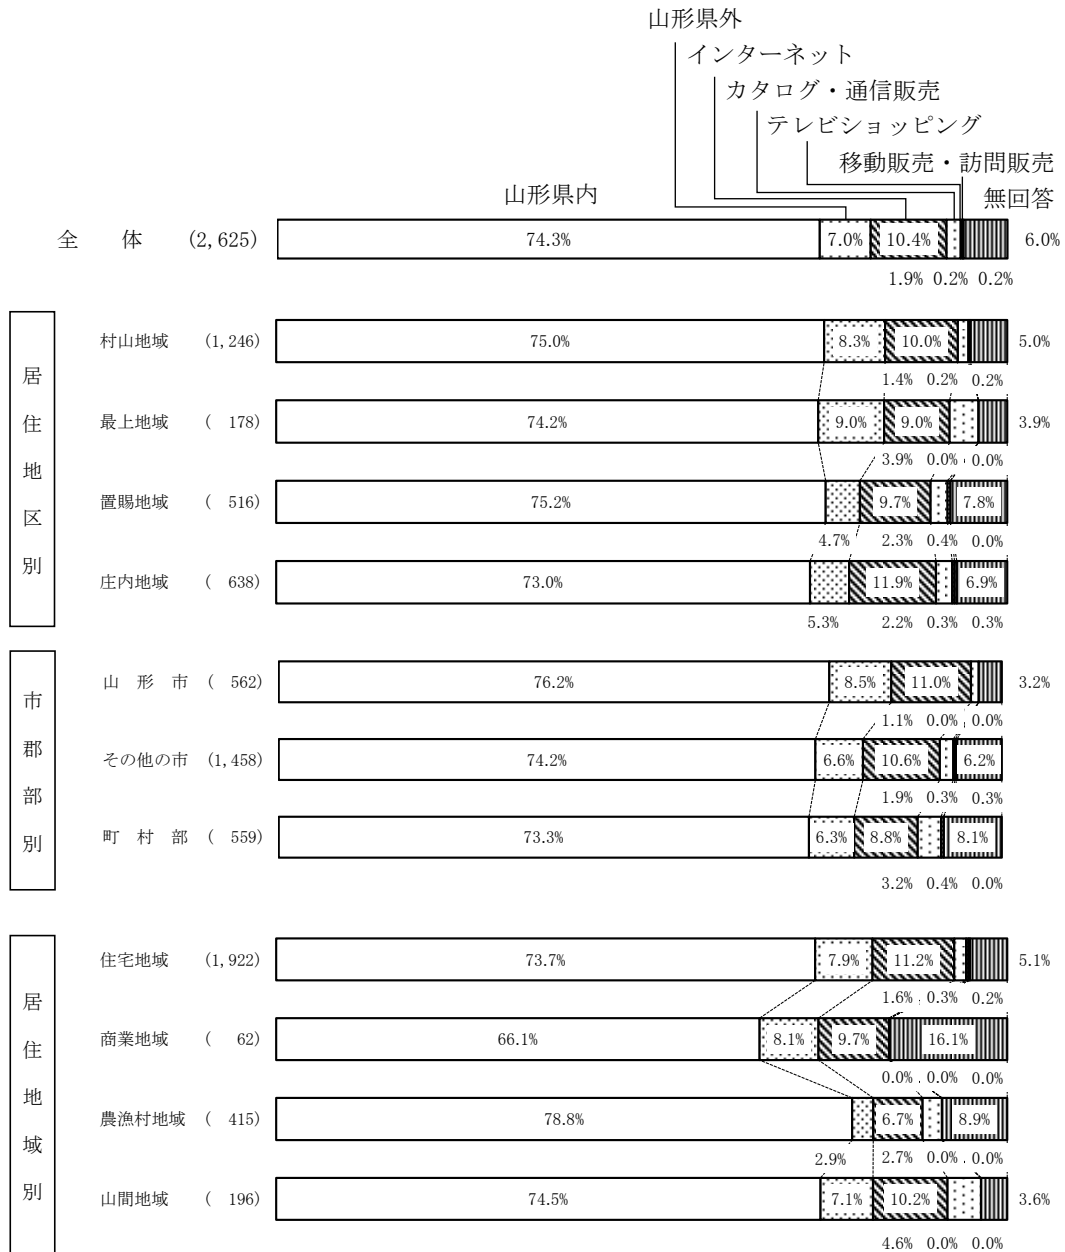 山形県外
インターネット
カタログ・通信販売
テレビショッピング
移動販売・訪問販売
山形県内 無回答
全 体 (2,625) 74.3% 7.0% 10.4% 6.0%
1.9% 0.2% 0.2%
居住地区別
村山地域 (1,246) 75.0% 8.3% 10.0% 5.0%
1.4% 0.2% 0.2%
最上地域 ( 178) 74.2% 9.0% 9.0% 3.9%
3.9% 0.0% 0.0%
置賜地域 ( 516) 75.2% 9.7% 7.8%
4.7% 2.3% 0.4% 0.0%
庄内地域 ( 638) 73.0% 11.9% 6.9%
5.3% 2.2% 0.3% 0.3%
市郡部別
山 形 市 ( 562) 76.2% 8.5% 11.0% 3.2%
1.1% 0.0% 0.0%
その他の市 (1,458) 74.2% 6.6% 10.6% 6.2%
1.9% 0.3% 0.3%
町 村 部 ( 559) 73.3% 6.3% 8.8% 8.1%
3.2% 0.4% 0.0%
居住地域別
住宅地域 (1,922) 73.7% 7.9% 11.2% 5.1%
1.6% 0.3% 0.2%
商業地域 ( 62) 66.1% 8.1% 9.7% 16.1%
0.0% 0.0% 0.0%
農漁村地域 ( 415) 78.8% 6.7% 8.9%
2.9% 2.7% 0.0% 0.0%
山間地域 ( 196) 74.5% 7.1% 10.2% 3.6%
4.6% 0.0% 0.0%